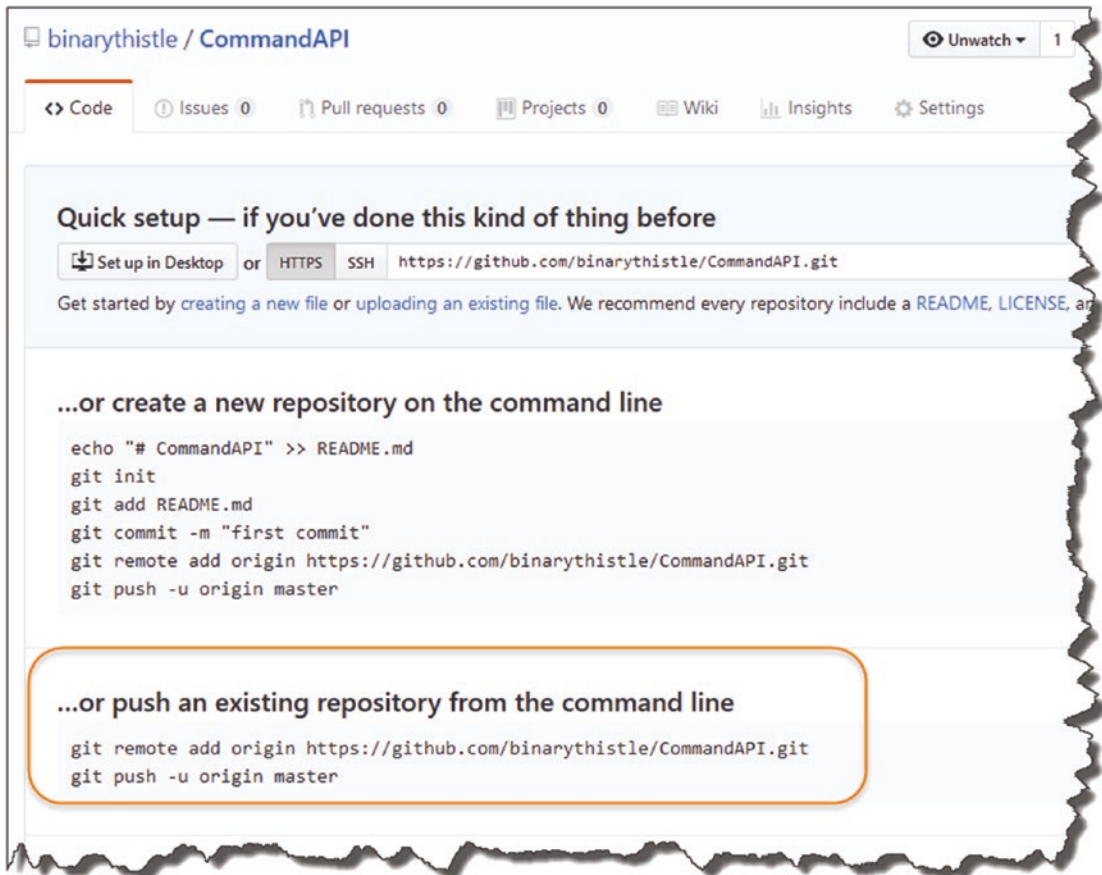 binarythistle / CommandAPI
Unwatch 1
<> Code Issues 0 Pull requests 0 Projects 0 Wiki Insights Settings
Quick setup — if you've done this kind of thing before
Set up in Desktop or HTTPS SSH https://github.com/binarythistle/CommandAPI.git
Get started by creating a new file or uploading an existing file. We recommend every repository include a README, LICENSE,
...or create a new repository on the command line
echo "# CommandAPI" >> README.md
git init
git add README.md
git commit -m "first commit"
git remote add origin https://github.com/binarythistle/CommandAPI.git
git push -u origin master
...or push an existing repository from the command line
git remote add origin https://github.com/binarythistle/CommandAPI.git
git push -u origin master